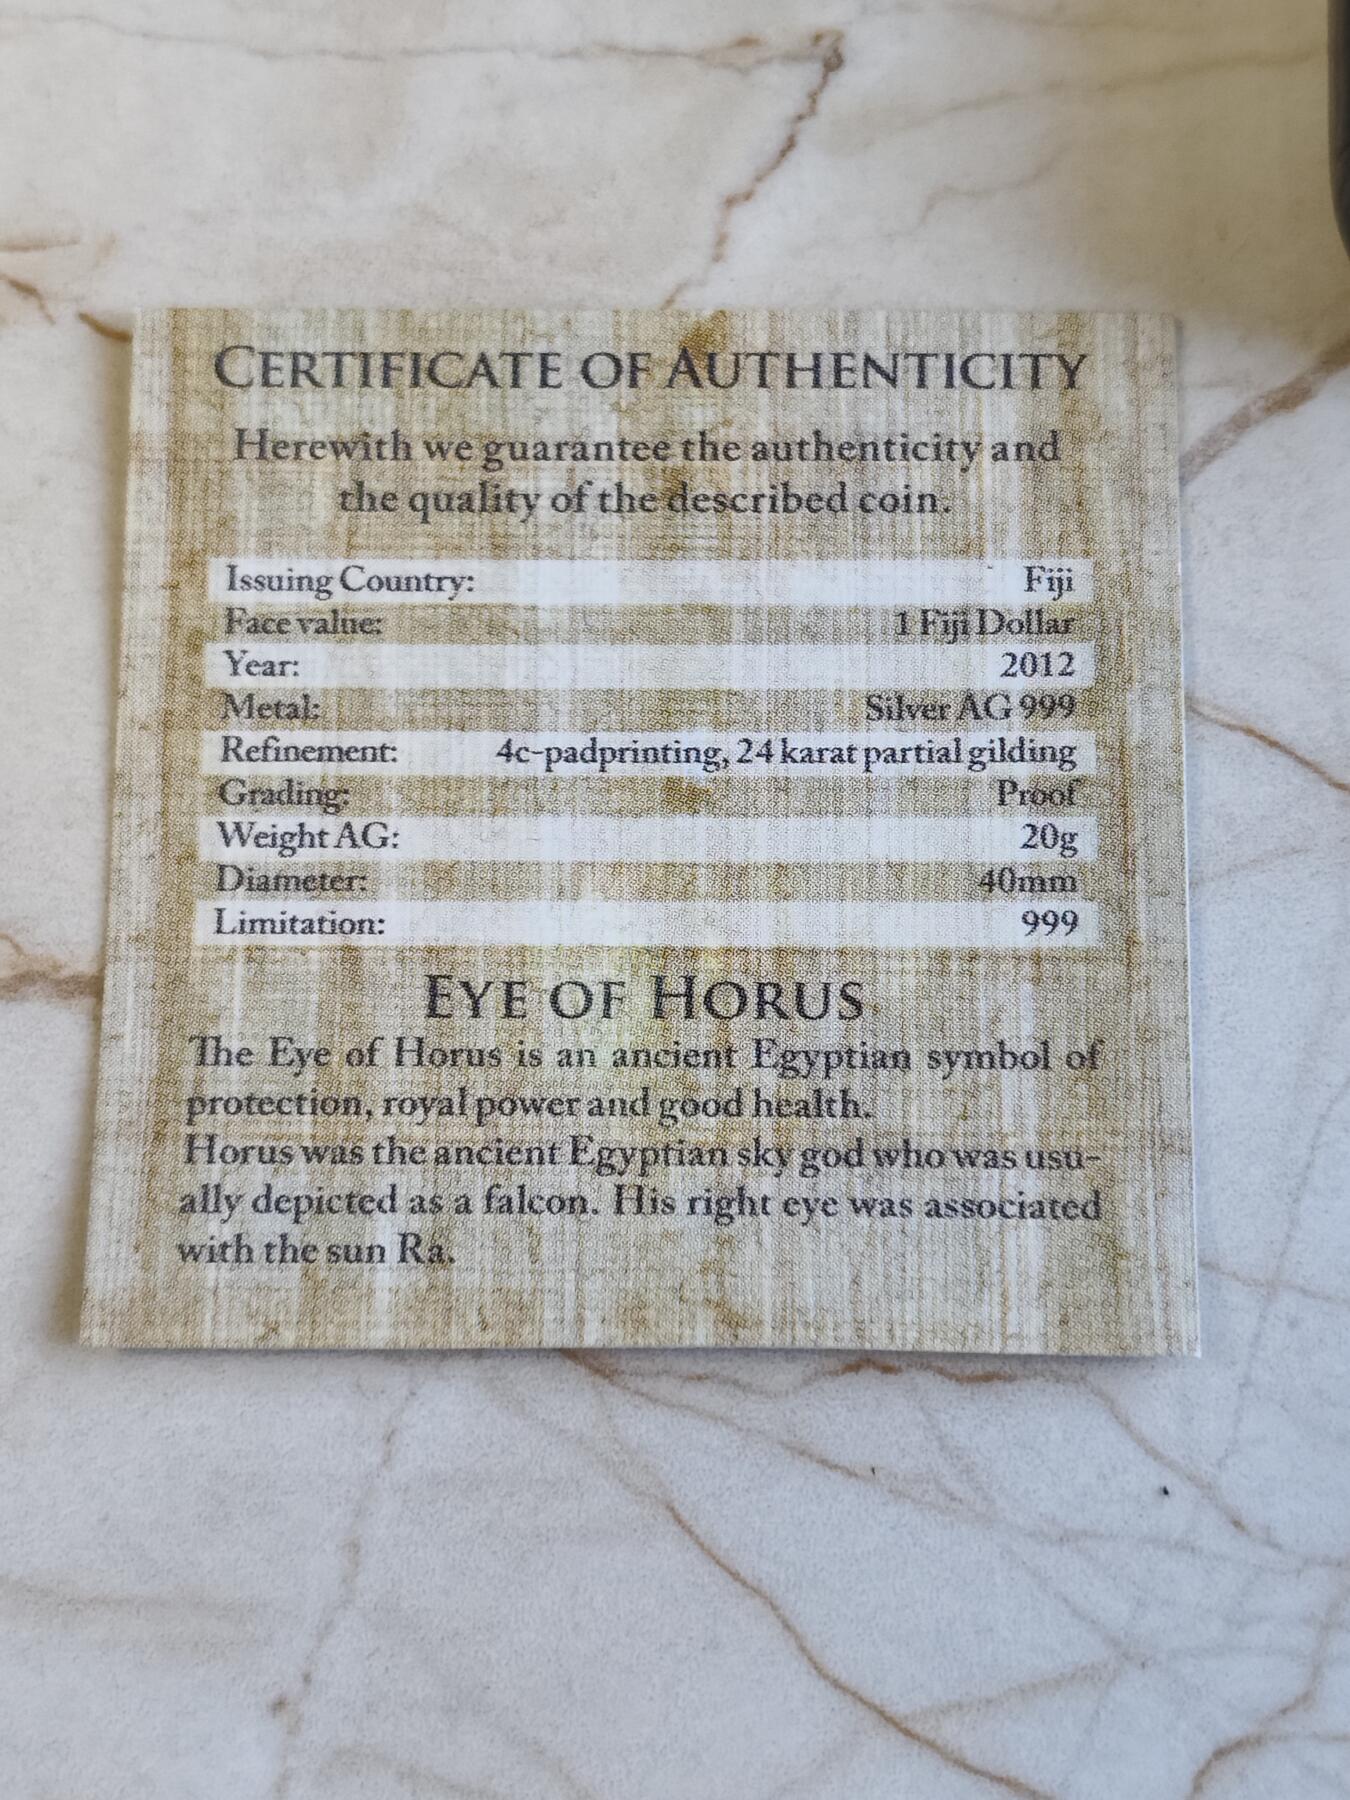 CERTIFICATE OF AUTHENTICITY
Herewith we guarantee the authenticity and
the quality of the described coin.
Issuing Country: Fiji
Face value: 1 Fiji Dollar
Year: 2012
Metal: Silver AG 999
Refinement: 4c-padprinting, 24 karat partial gilding
Grading: Proof
Weight AG: 20g
Diameter: 40mm
Limitation: 999
EYE OF HORUS
The Eye of Horus is an ancient Egyptian symbol of
protection, royal power and good health.
Horus was the ancient Egyptian sky god who was usu-
ally depicted as a falcon. His right eye was associated
with the sun Ra.